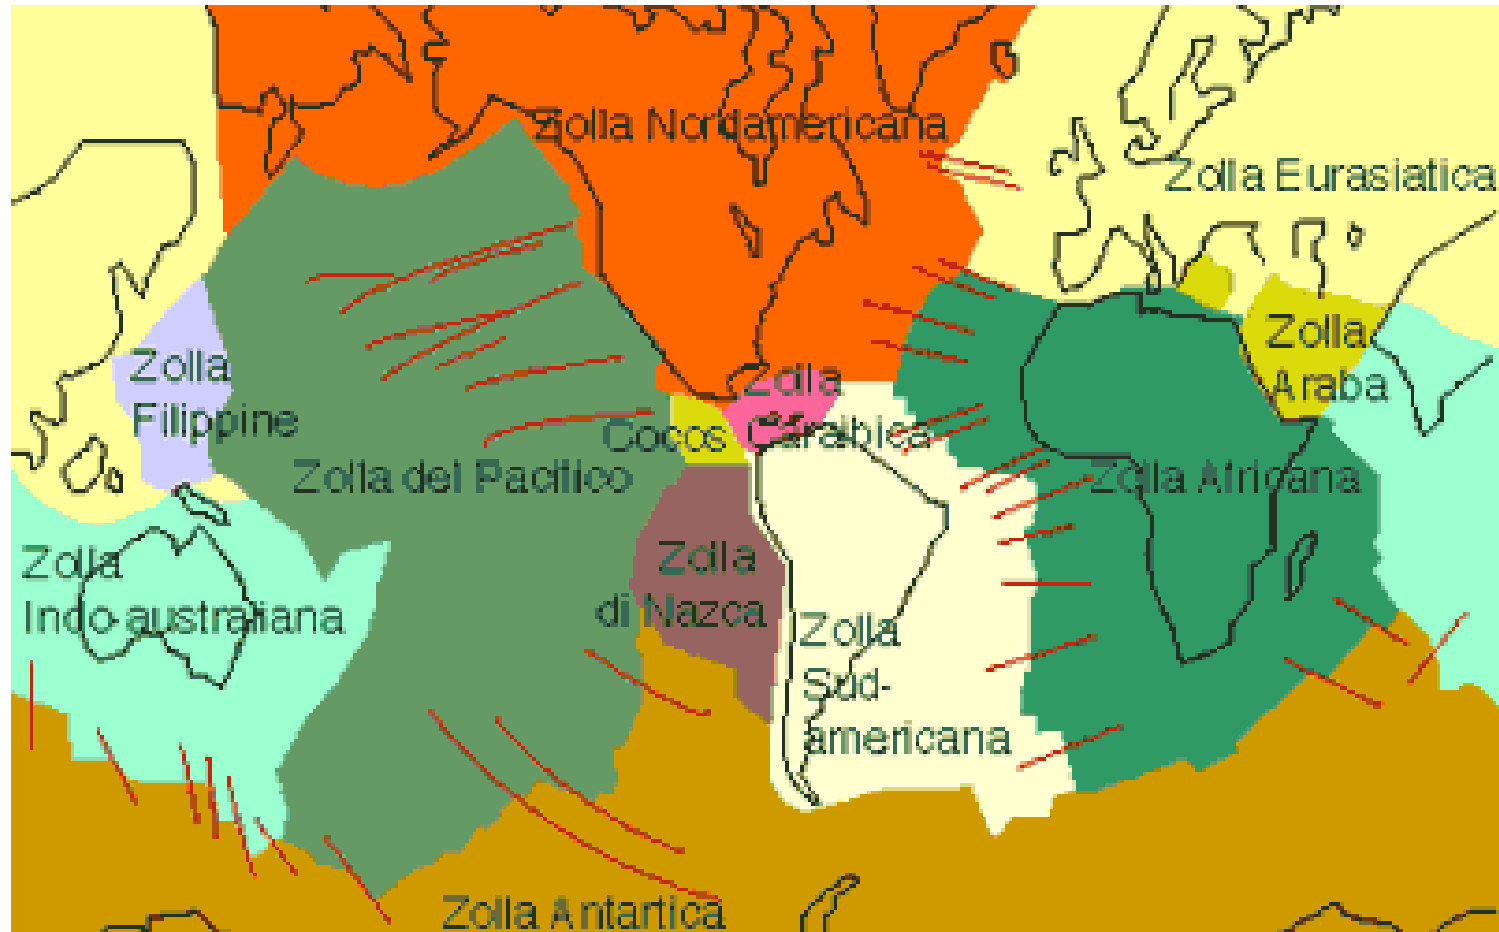 Zolla Nordamericana
Zolla Eurasiatica
Zolla
Filippine
Zolla
Araba
Zolla
Caraibica
Cocos
Zolla del Pacifico
Zolla Africana
Zolla
Indo australiana
Zolla
di Nazca
Zolla
Sud-
americana
Zolla Antartica